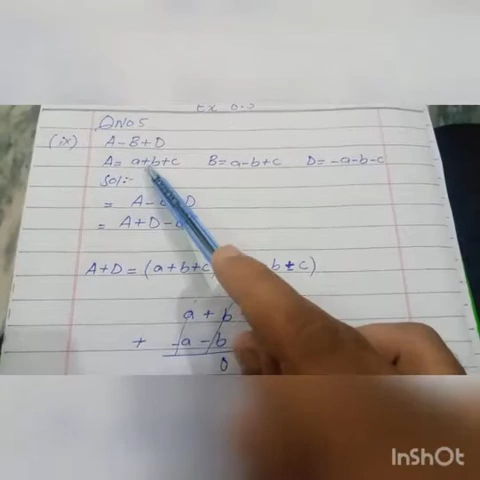 Q NO 5
(ix) A-B+D
A= a+b+c B= a-b+c D= -a-b-c
Sol:-
= A- D
= A+D-
A+D = (a+b+c b±c)
a + b
+ -a - b
0
InShOt